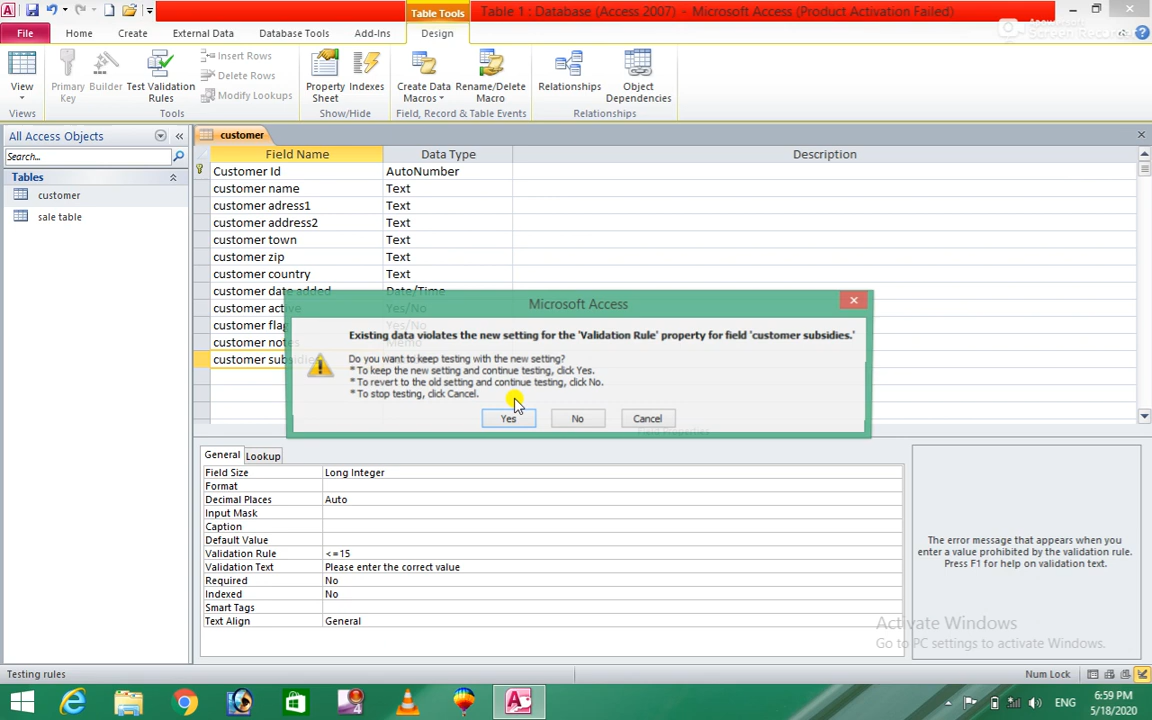 Table Tools
Table 1 : Database (Access 2007) - Microsoft Access (Product Activation Failed)
File
Home
Create
External Data
Database Tools
Add-Ins
Design
View
Primary Key
Builder
Test Validation Rules
Insert Rows
Delete Rows
Modify Lookups
Property Sheet
Indexes
Create Data Macros
Rename/Delete Macro
Relationships
Object Dependencies
Views
Tools
Show/Hide
Field, Record & Table Events
Relationships
All Access Objects
Search...
Tables
customer
sale table
customer
Field Name Data Type Description
Customer Id AutoNumber
customer name Text
customer adress1 Text
customer address2 Text
customer town Text
customer zip Text
customer country Text
customer date added Date/Time
customer active Yes/No
customer flag Yes/No
customer notes Memo
customer subsidies
Microsoft Access
Existing data violates the new setting for the 'Validation Rule' property for field 'customer subsidies.'
Do you want to keep testing with the new setting?
* To keep the new setting and continue testing, click Yes.
* To revert to the old setting and continue testing, click No.
* To stop testing, click Cancel.
Yes
No
Cancel
Field Properties
General
Lookup
Field Size Long Integer
Format
Decimal Places Auto
Input Mask
Caption
Default Value
Validation Rule <=15
Validation Text Please enter the correct value
Required No
Indexed No
Smart Tags
Text Align General
The error message that appears when you
enter a value prohibited by the validation rule.
Press F1 for help on validation text.
Activate Windows
Go to PC settings to activate Windows.
Testing rules
Num Lock
ENG
6:59 PM
5/18/2020